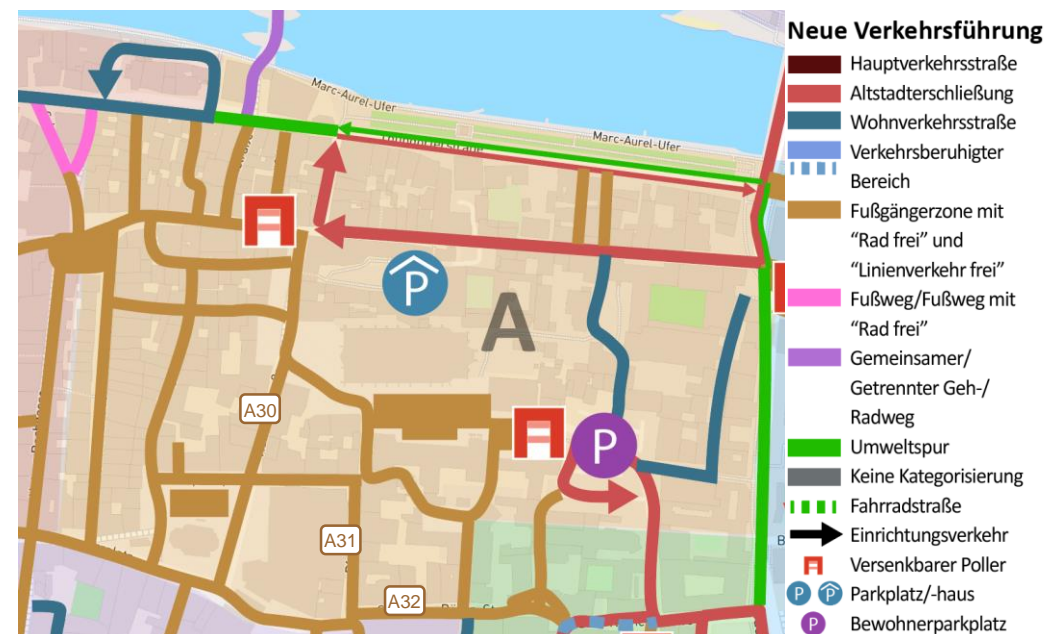 Marc-Aurel-Ufer
Marc-Aurel-Ufer
P
A
A30
P
A31
A32
Neue Verkehrsführung
Hauptverkehrsstraße
Altstadterschließung
Wohnverkehrsstraße
Verkehrsberuhigter
Bereich
Fußgängerzone mit
“Rad frei” und
“Linienverkehr frei”
Fußweg/Fußweg mit
“Rad frei”
Gemeinsamer/
Getrennter Geh-/
Radweg
Umweltspur
Keine Kategorisierung
Fahrradstraße
Einrichtungsverkehr
Versenkbarer Poller
P P Parkplatz/-haus
P Bewohnerparkplatz